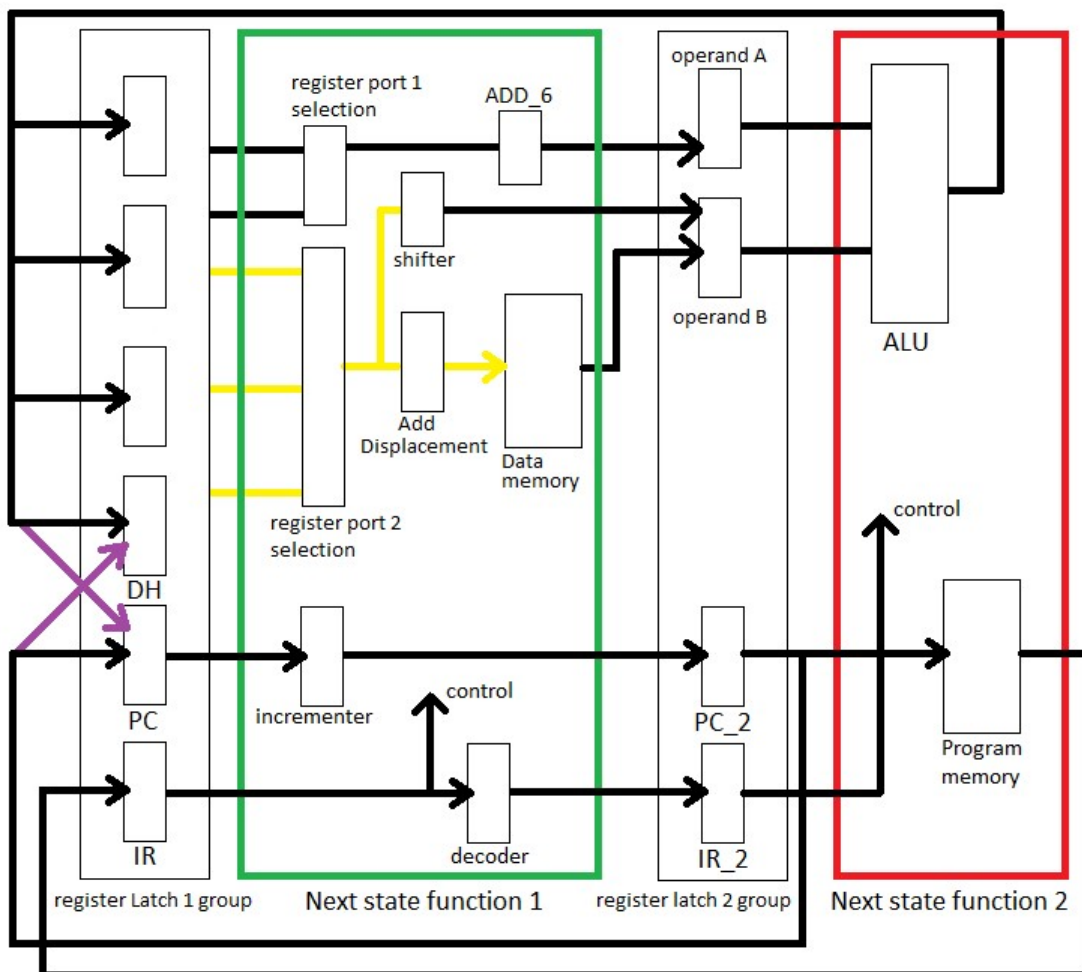 operand A
register port 1
selection
ADD_6
shifter
operand B
ALU
Add
Displacement
Data
memory
register port 2
selection
control
DH
control
incrementer
PC
PC_2
Program
memory
decoder
IR
IR_2
register Latch 1 group
Next state function 1
register latch 2 group
Next state function 2